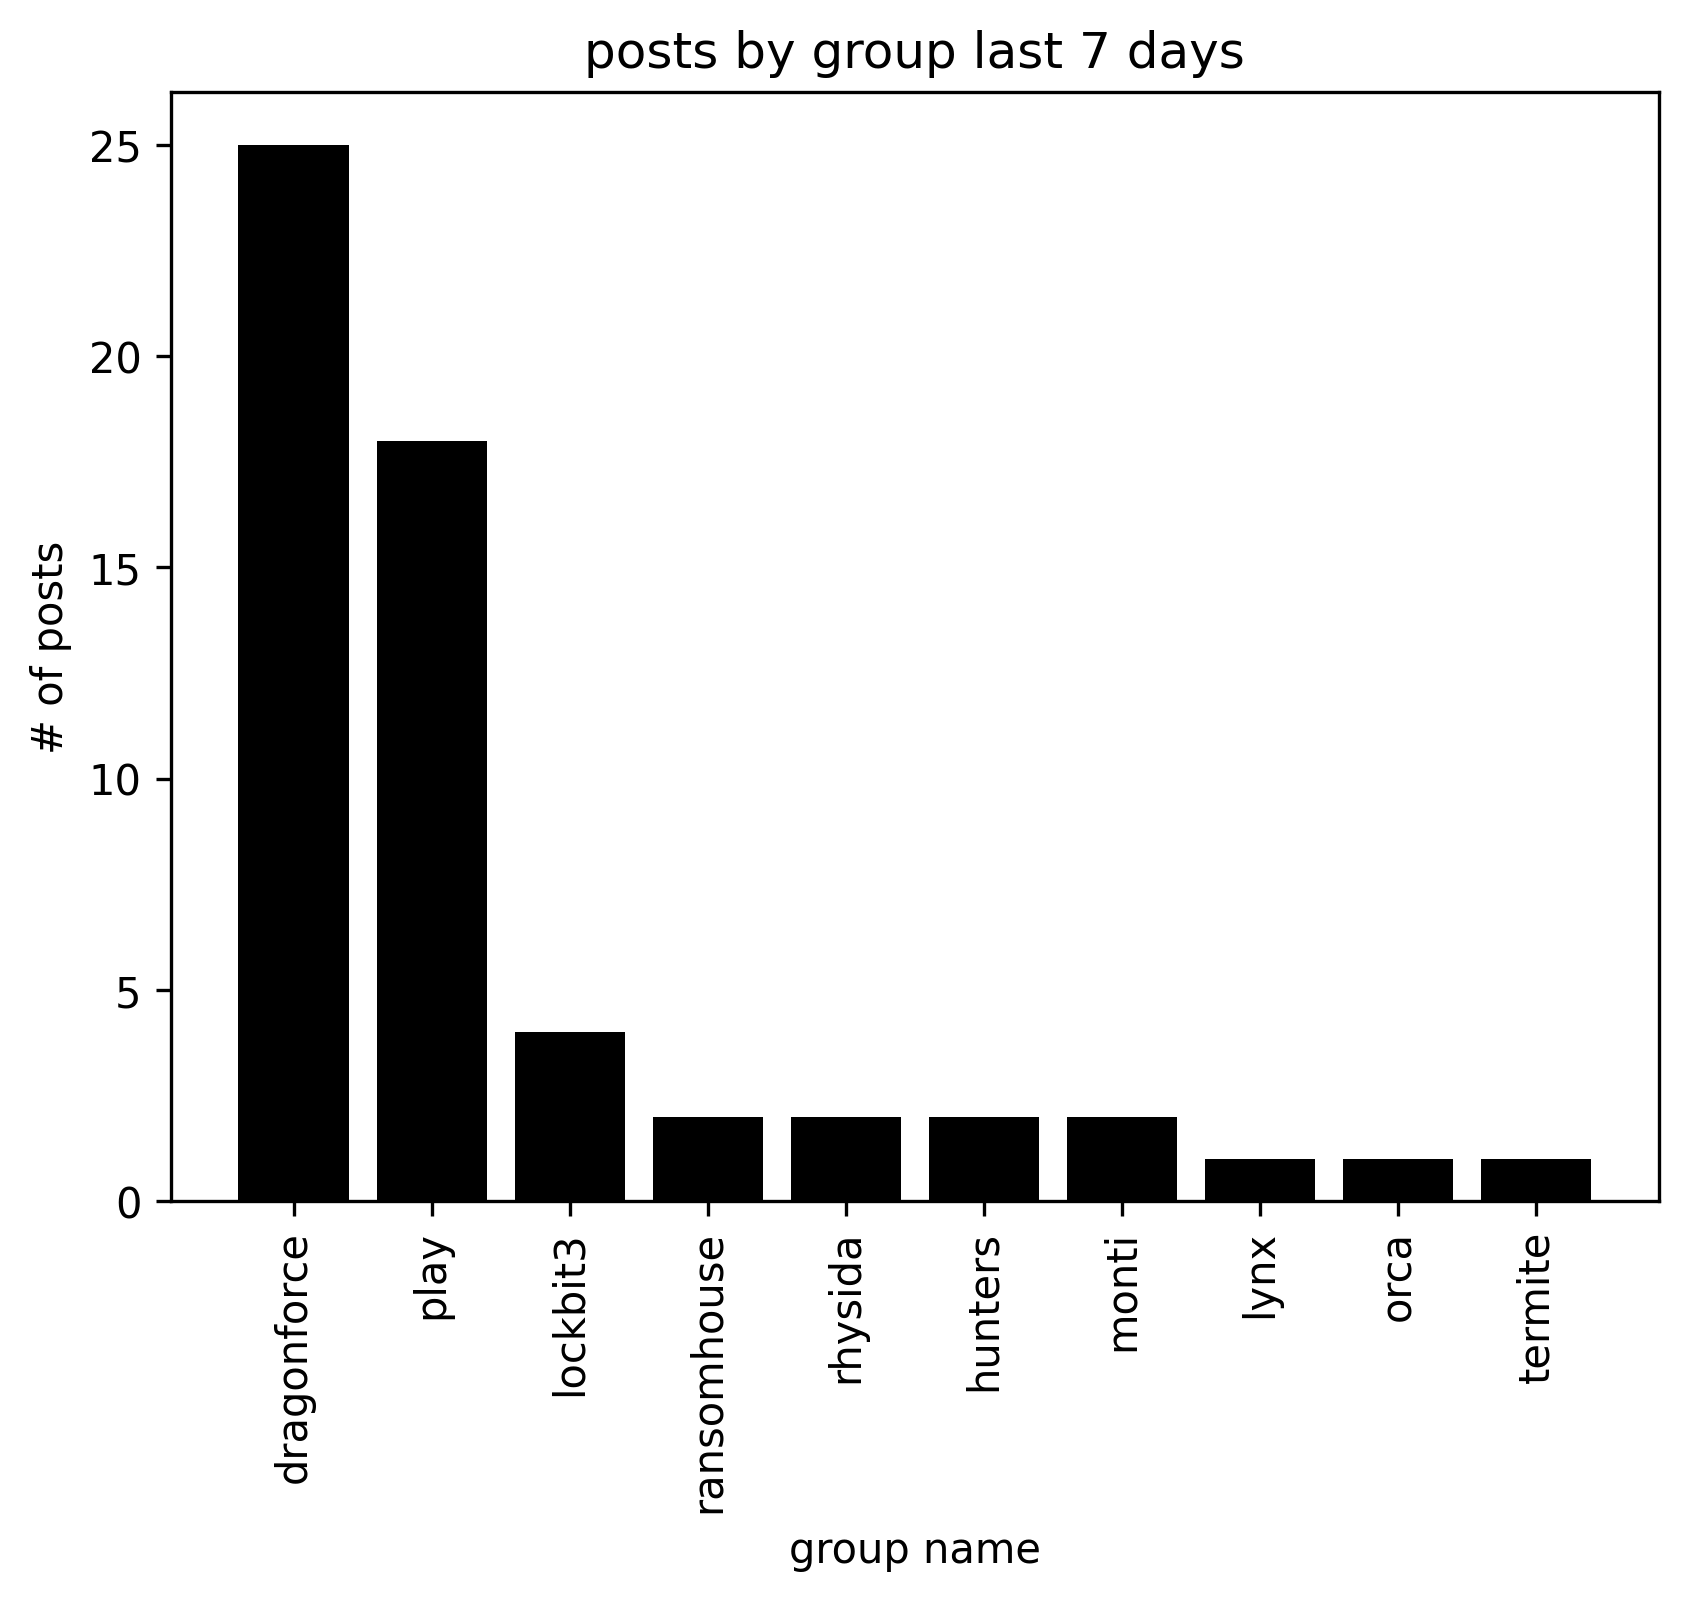 posts by group last 7 days
# of posts
25
20
15
10
5
0
dragonforce
play
lockbit3
ransomhouse
rhysida
hunters
monti
lynx
orca
termite
group name